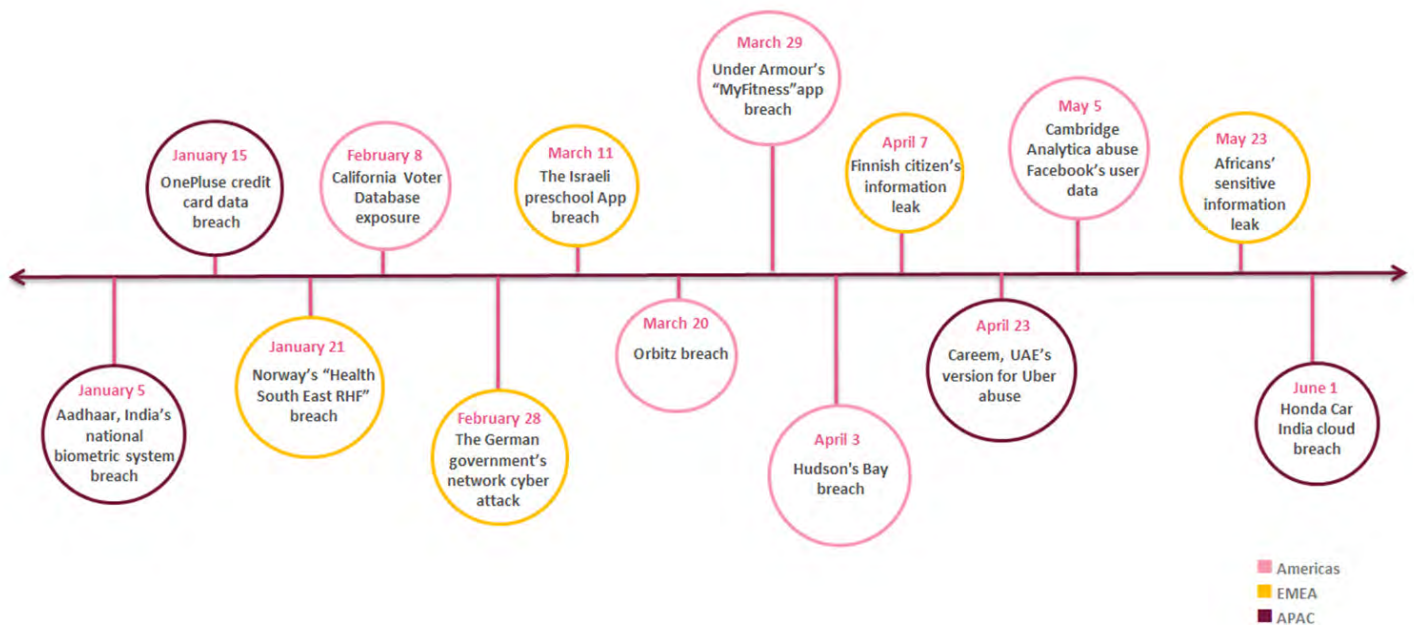 January 5
Aadhaar, India's
national
biometric system
breach
January 15
OnePluse credit
card data
breach
January 21
Norway's "Health
South East RHF"
breach
February 8
California Voter
Database
exposure
February 28
The German
government's
network cyber
attack
March 11
The Israeli
preschool App
breach
March 20
Orbitz breach
March 29
Under Armour's
"MyFitness"app
breach
April 3
Hudson's Bay
breach
April 7
Finnish citizen's
information
leak
April 23
Careem, UAE's
version for Uber
abuse
May 5
Cambridge
Analytica abuse
Facebook's user
data
May 23
Africans'
sensitive
information
leak
June 1
Honda Car
India cloud
breach
Americas
EMEA
APAC